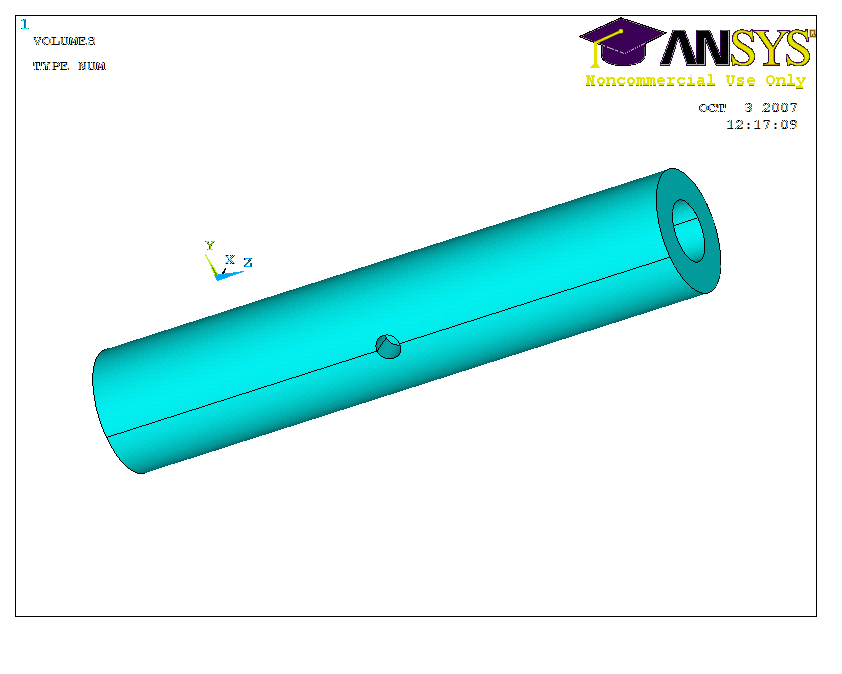 1
VOLUMES
TYPE NUM
ANSYS
Noncommercial Use Only
OCT 3 2007
12:17:09
Y
X
Z